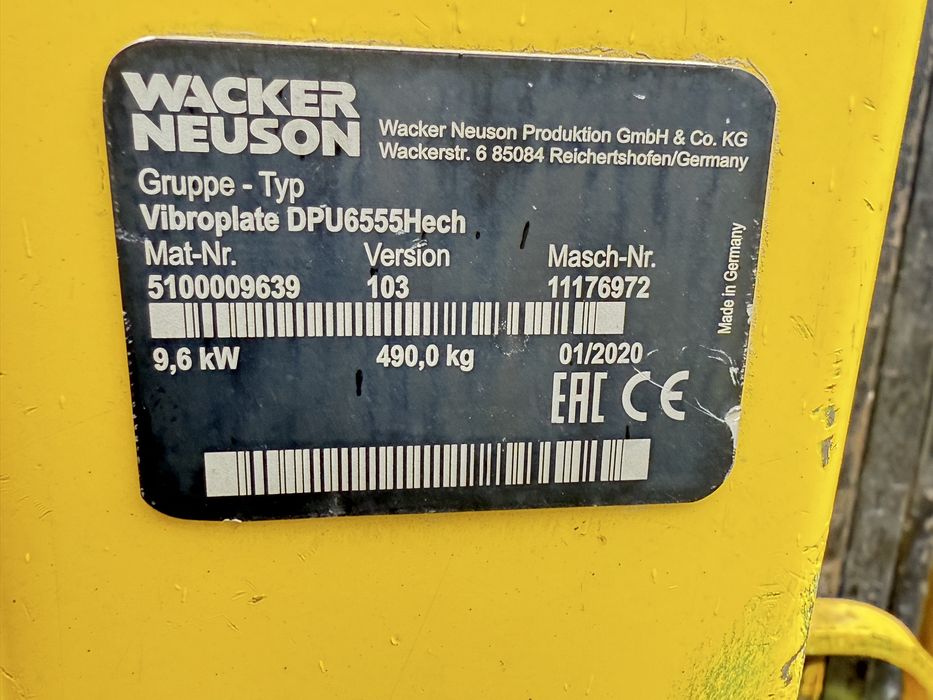 WACKER
NEUSON
Wacker Neuson Produktion GmbH & Co. KG
Wackerstr. 6 85084 Reichertshofen/Germany
Gruppe - Typ
Vibroplate DPU6555Hech
Mat-Nr. Version Masch-Nr.
5100009639 103 11176972
9,6 kW 490,0 kg 01/2020
EAC CE
Made in Germany